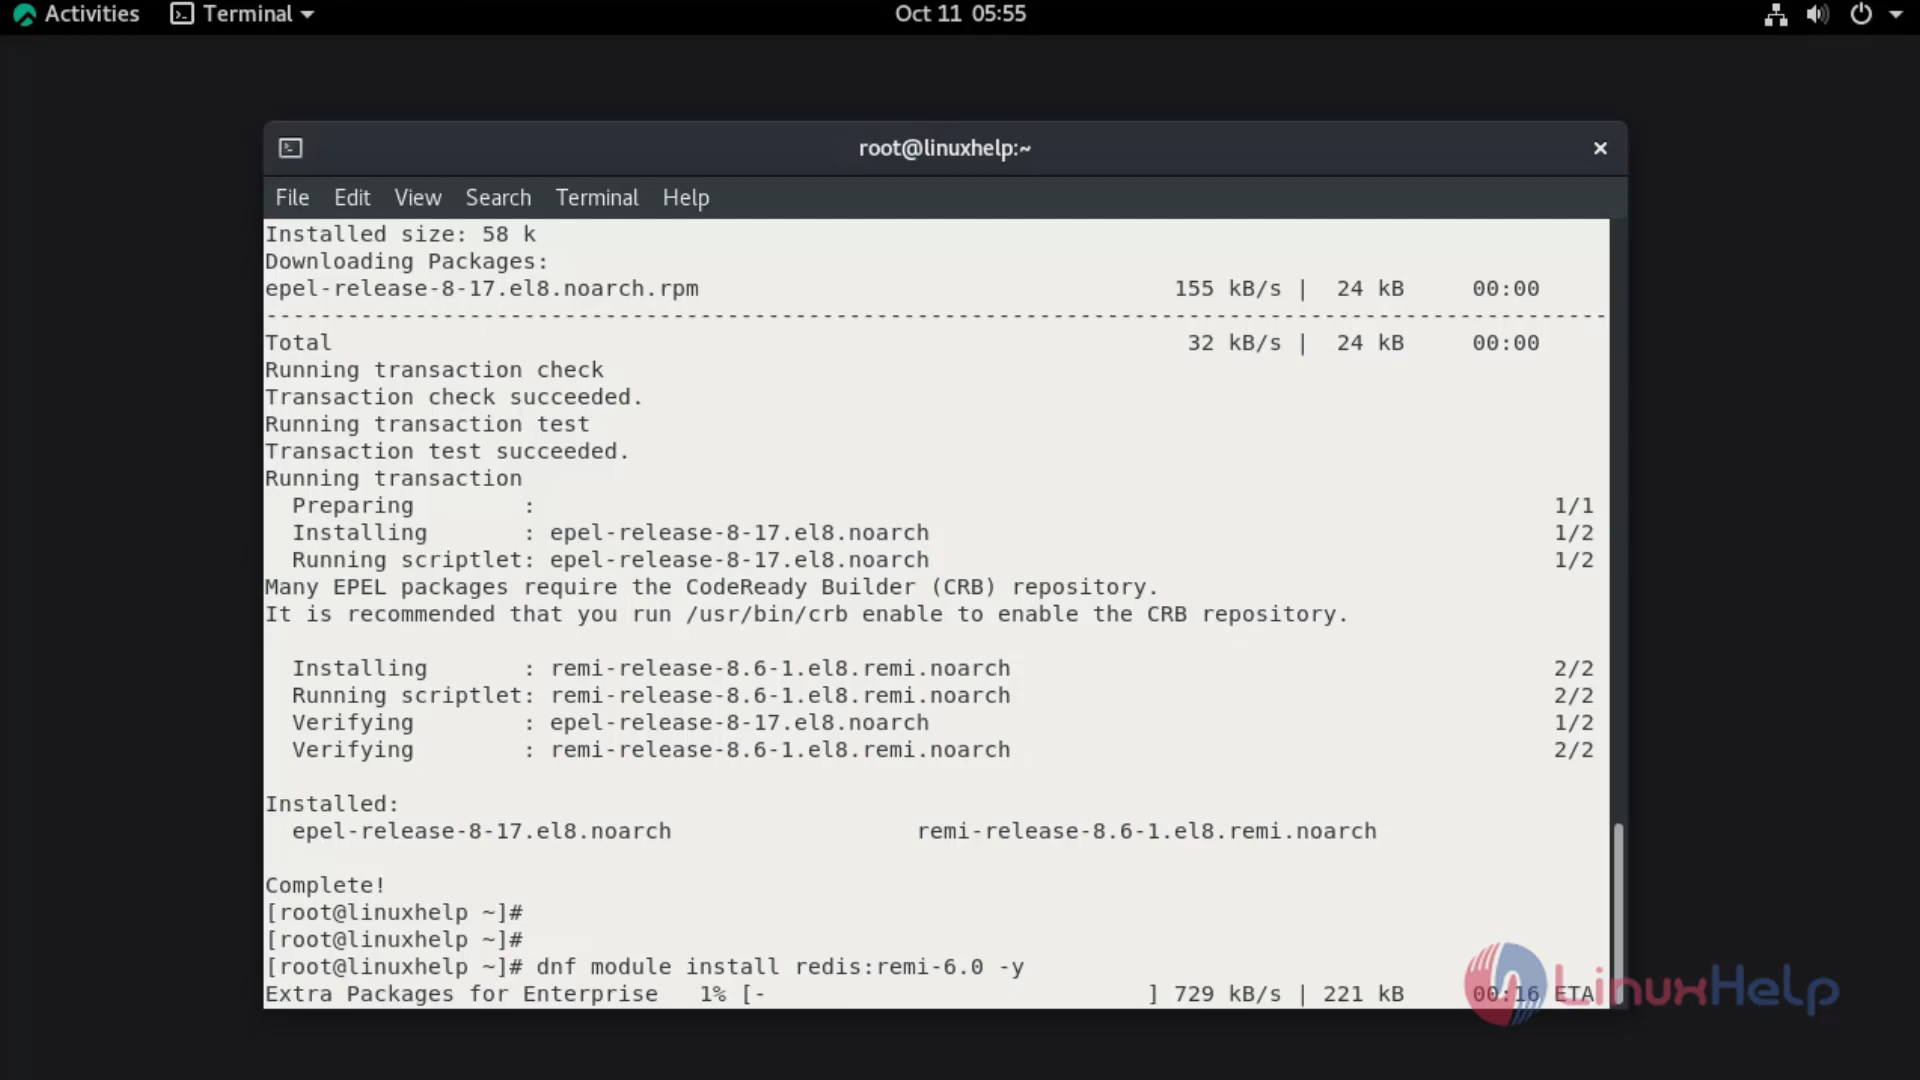 Activities Terminal Oct 11 05:55
root@linuxhelp:~ ×
File Edit View Search Terminal Help
Installed size: 58 k
Downloading Packages:
epel-release-8-17.el8.noarch.rpm 155 kB/s | 24 kB 00:00
--------------------------------------------------------------------------------
Total 32 kB/s | 24 kB 00:00
Running transaction check
Transaction check succeeded.
Running transaction test
Transaction test succeeded.
Running transaction
Preparing : 1/1
Installing : epel-release-8-17.el8.noarch 1/2
Running scriptlet: epel-release-8-17.el8.noarch 1/2
Many EPEL packages require the CodeReady Builder (CRB) repository.
It is recommended that you run /usr/bin/crb enable to enable the CRB repository.
Installing : remi-release-8.6-1.el8.remi.noarch 2/2
Running scriptlet: remi-release-8.6-1.el8.remi.noarch 2/2
Verifying : epel-release-8-17.el8.noarch 1/2
Verifying : remi-release-8.6-1.el8.remi.noarch 2/2
Installed:
epel-release-8-17.el8.noarch remi-release-8.6-1.el8.remi.noarch
Complete!
[root@linuxhelp ~]#
[root@linuxhelp ~]#
[root@linuxhelp ~]# dnf module install redis:remi-6.0 -y
Extra Packages for Enterprise 1% [- ] 729 kB/s | 221 kB 00:16 ETA
LinuxHelp